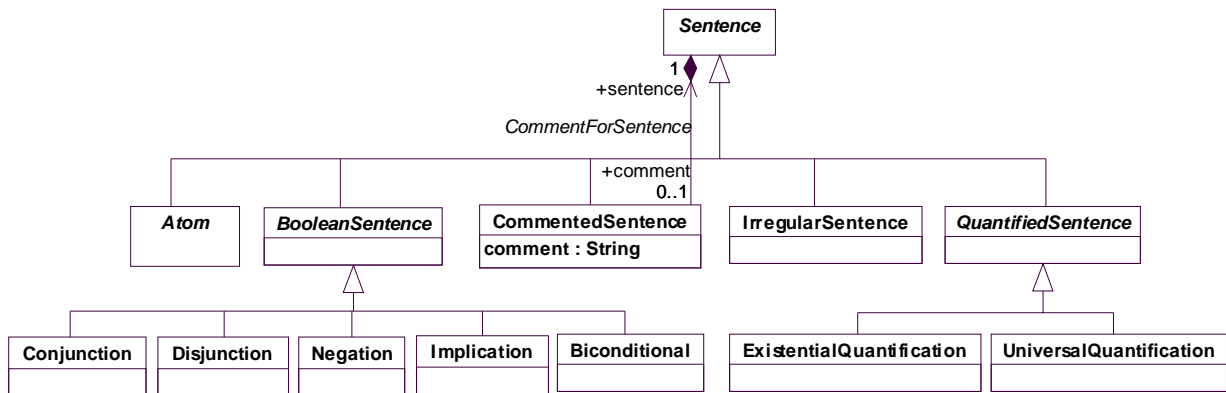 Sentence
1
+sentence
CommentForSentence
+comment
0..1
Atom
BooleanSentence
CommentedSentence
comment : String
IrregularSentence
QuantifiedSentence
Conjunction
Disjunction
Negation
Implication
Biconditional
ExistentialQuantification
UniversalQuantification